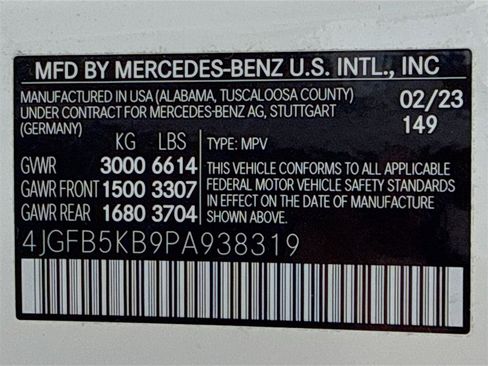 MFD BY MERCEDES-BENZ U.S. INTL., INC
MANUFACTURED IN USA (ALABAMA, TUSCALOOSA COUNTY)
UNDER CONTRACT FOR MERCEDES-BENZ AG, STUTTGART
(GERMANY)
02/23
149
KG LBS
GVWR 3000 6614
GAWR FRONT 1500 3307
GAWR REAR 1680 3704
TYPE: MPV
THIS VEHICLE CONFORMS TO ALL APPLICABLE
FEDERAL MOTOR VEHICLE SAFETY STANDARDS
IN EFFECT ON THE DATE OF MANUFACTURE
SHOWN ABOVE.
4JGFB5KB9PA938319